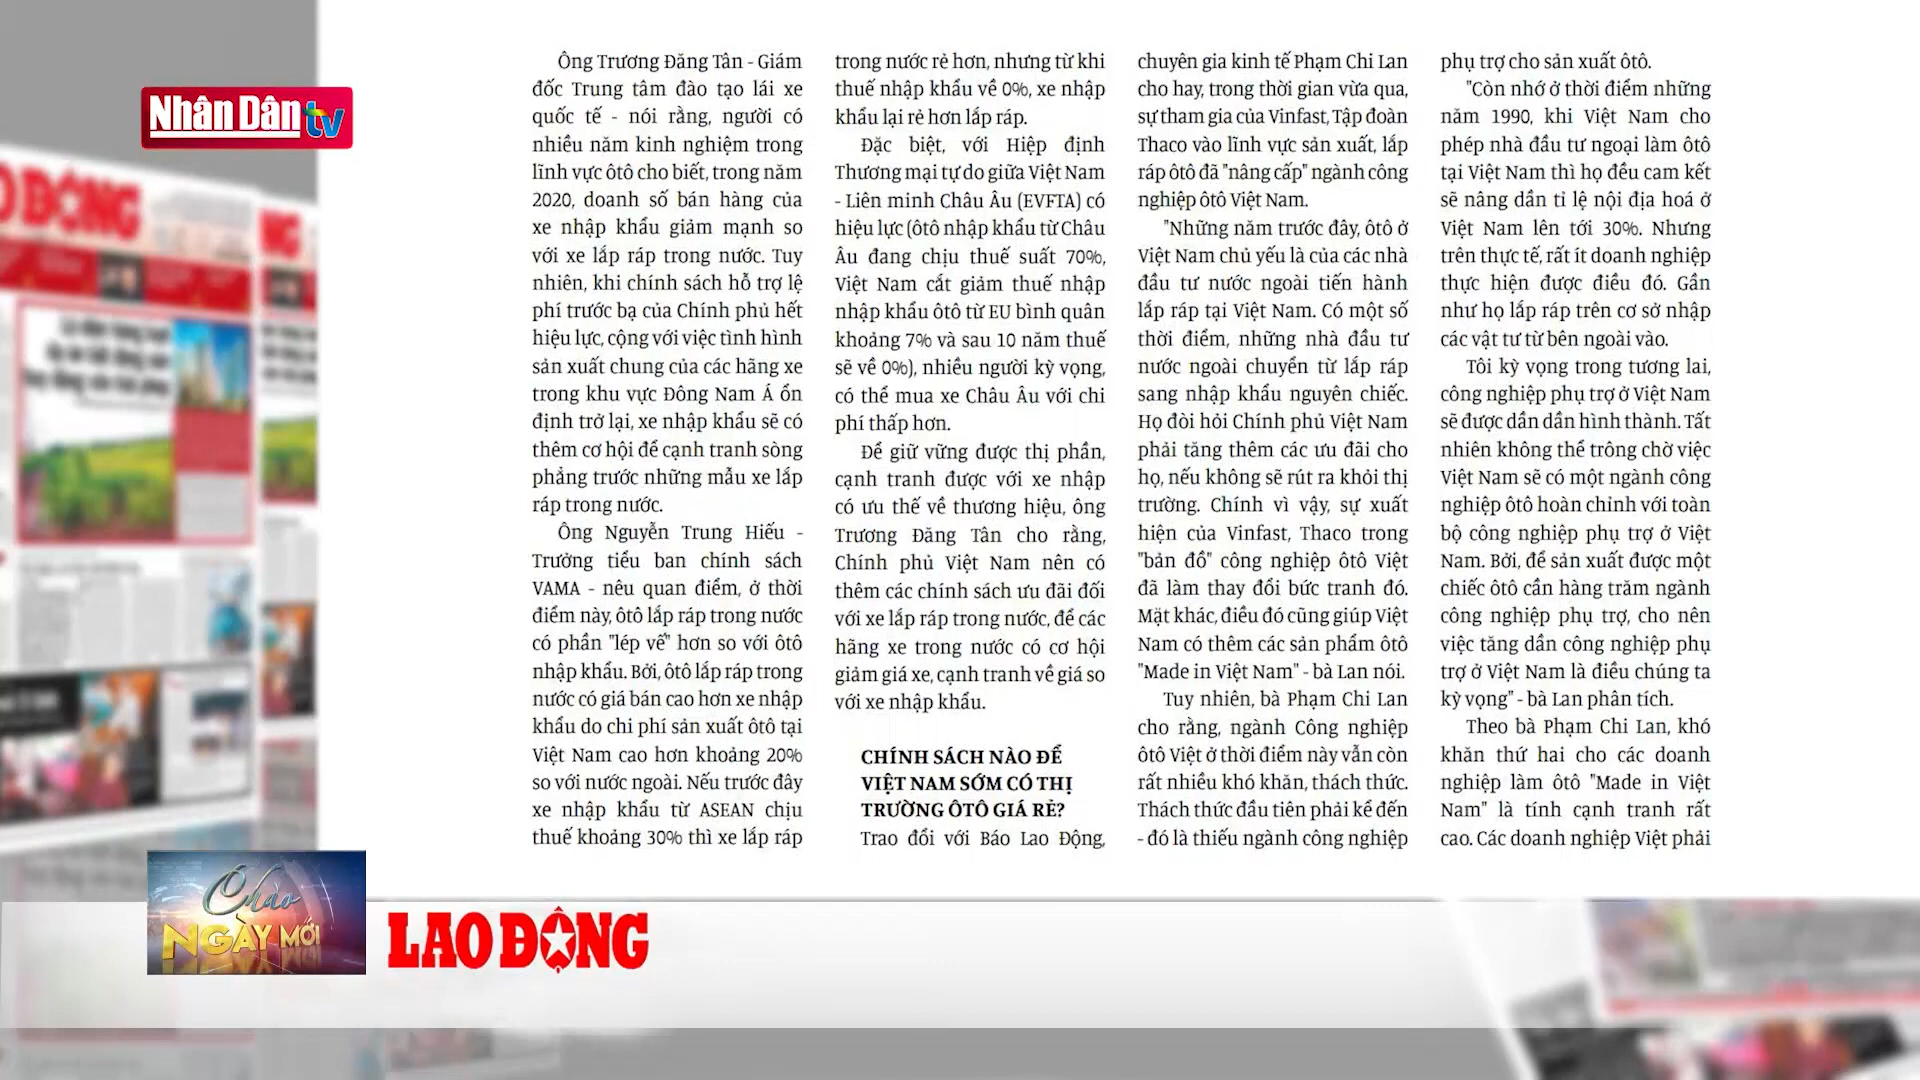 Nhân Dân tv
Ông Trương Đăng Tân - Giám
đốc Trung tâm đào tạo lái xe
quốc tế - nói rằng, người có
nhiều năm kinh nghiệm trong
lĩnh vực ôtô cho biết, trong năm
2020, doanh số bán hàng của
xe nhập khẩu giảm mạnh so
với xe lắp ráp trong nước. Tuy
nhiên, khi chính sách hỗ trợ lệ
phí trước bạ của Chính phủ hết
hiệu lực, cộng với việc tình hình
sản xuất chung của các hãng xe
trong khu vực Đông Nam Á ổn
định trở lại, xe nhập khẩu sẽ có
thêm cơ hội để cạnh tranh sòng
phẳng trước những mẫu xe lắp
ráp trong nước.
Ông Nguyễn Trung Hiếu -
Trưởng tiểu ban chính sách
VAMA - nêu quan điểm, ở thời
điểm này, ôtô lắp ráp trong nước
có phần "lép vế" hơn so với ôtô
nhập khẩu. Bởi, ôtô lắp ráp trong
nước có giá bán cao hơn xe nhập
khẩu do chi phí sản xuất ôtô tại
Việt Nam cao hơn khoảng 20%
so với nước ngoài. Nếu trước đây
xe nhập khẩu từ ASEAN chịu
thuế khoảng 30% thì xe lắp ráp
trong nước rẻ hơn, nhưng từ khi
thuế nhập khẩu về 0%, xe nhập
khẩu lại rẻ hơn lắp ráp.
Đặc biệt, với Hiệp định
Thương mại tự do giữa Việt Nam
- Liên minh Châu Âu (EVFTA) có
hiệu lực (ôtô nhập khẩu từ Châu
Âu đang chịu thuế suất 70%,
Việt Nam cắt giảm thuế nhập
nhập khẩu ôtô từ EU bình quân
khoảng 7% và sau 10 năm thuế
sẽ về 0%), nhiều người kỳ vọng,
có thể mua xe Châu Âu với chi
phí thấp hơn.
Để giữ vững được thị phần,
cạnh tranh được với xe nhập
có ưu thế về thương hiệu, ông
Trương Đăng Tân cho rằng,
Chính phủ Việt Nam nên có
thêm các chính sách ưu đãi đối
với xe lắp ráp trong nước, để các
hãng xe trong nước có cơ hội
giảm giá xe, cạnh tranh về giá so
với xe nhập khẩu.
CHÍNH SÁCH NÀO ĐỂ
VIỆT NAM SỚM CÓ THỊ
TRƯỜNG ÔTÔ GIÁ RẺ?
Trao đổi với Báo Lao Động,
chuyên gia kinh tế Phạm Chi Lan
cho hay, trong thời gian vừa qua,
sự tham gia của Vinfast, Tập đoàn
Thaco vào lĩnh vực sản xuất, lắp
ráp ôtô đã "nâng cấp" ngành công
nghiệp ôtô Việt Nam.
"Những năm trước đây, ôtô ở
Việt Nam chủ yếu là của các nhà
đầu tư nước ngoài tiến hành
lắp ráp tại Việt Nam. Có một số
thời điểm, những nhà đầu tư
nước ngoài chuyển từ lắp ráp
sang nhập khẩu nguyên chiếc.
Họ đòi hỏi Chính phủ Việt Nam
phải tăng thêm các ưu đãi cho
họ, nếu không sẽ rút ra khỏi thị
trường. Chính vì vậy, sự xuất
hiện của Vinfast, Thaco trong
"bản đồ" công nghiệp ôtô Việt
đã làm thay đổi bức tranh đó.
Mặt khác, điều đó cũng giúp Việt
Nam có thêm các sản phẩm ôtô
"Made in Việt Nam" - bà Lan nói.
Tuy nhiên, bà Phạm Chi Lan
cho rằng, ngành Công nghiệp
ôtô Việt ở thời điểm này vẫn còn
rất nhiều khó khăn, thách thức.
Thách thức đầu tiên phải kể đến
- đó là thiếu ngành công nghiệp
phụ trợ cho sản xuất ôtô.
"Còn nhớ ở thời điểm những
năm 1990, khi Việt Nam cho
phép nhà đầu tư ngoại làm ôtô
tại Việt Nam thì họ đều cam kết
sẽ nâng dần tỉ lệ nội địa hoá ở
Việt Nam lên tới 30%. Nhưng
trên thực tế, rất ít doanh nghiệp
thực hiện được điều đó. Gần
như họ lắp ráp trên cơ sở nhập
các vật tư từ bên ngoài vào.
Tôi kỳ vọng trong tương lai,
công nghiệp phụ trợ ở Việt Nam
sẽ được dần dần hình thành. Tất
nhiên không thể trông chờ việc
Việt Nam sẽ có một ngành công
nghiệp ôtô hoàn chỉnh với toàn
bộ công nghiệp phụ trợ ở Việt
Nam. Bởi, để sản xuất được một
chiếc ôtô cần hàng trăm ngành
công nghiệp phụ trợ, cho nên
việc tăng dần công nghiệp phụ
trợ ở Việt Nam là điều chúng ta
kỳ vọng" - bà Lan phân tích.
Theo bà Phạm Chi Lan, khó
khăn thứ hai cho các doanh
nghiệp làm ôtô "Made in Việt
Nam" là tính cạnh tranh rất
cao. Các doanh nghiệp Việt phải
Chào
NGÀY MỚI
LAO ĐỘNG